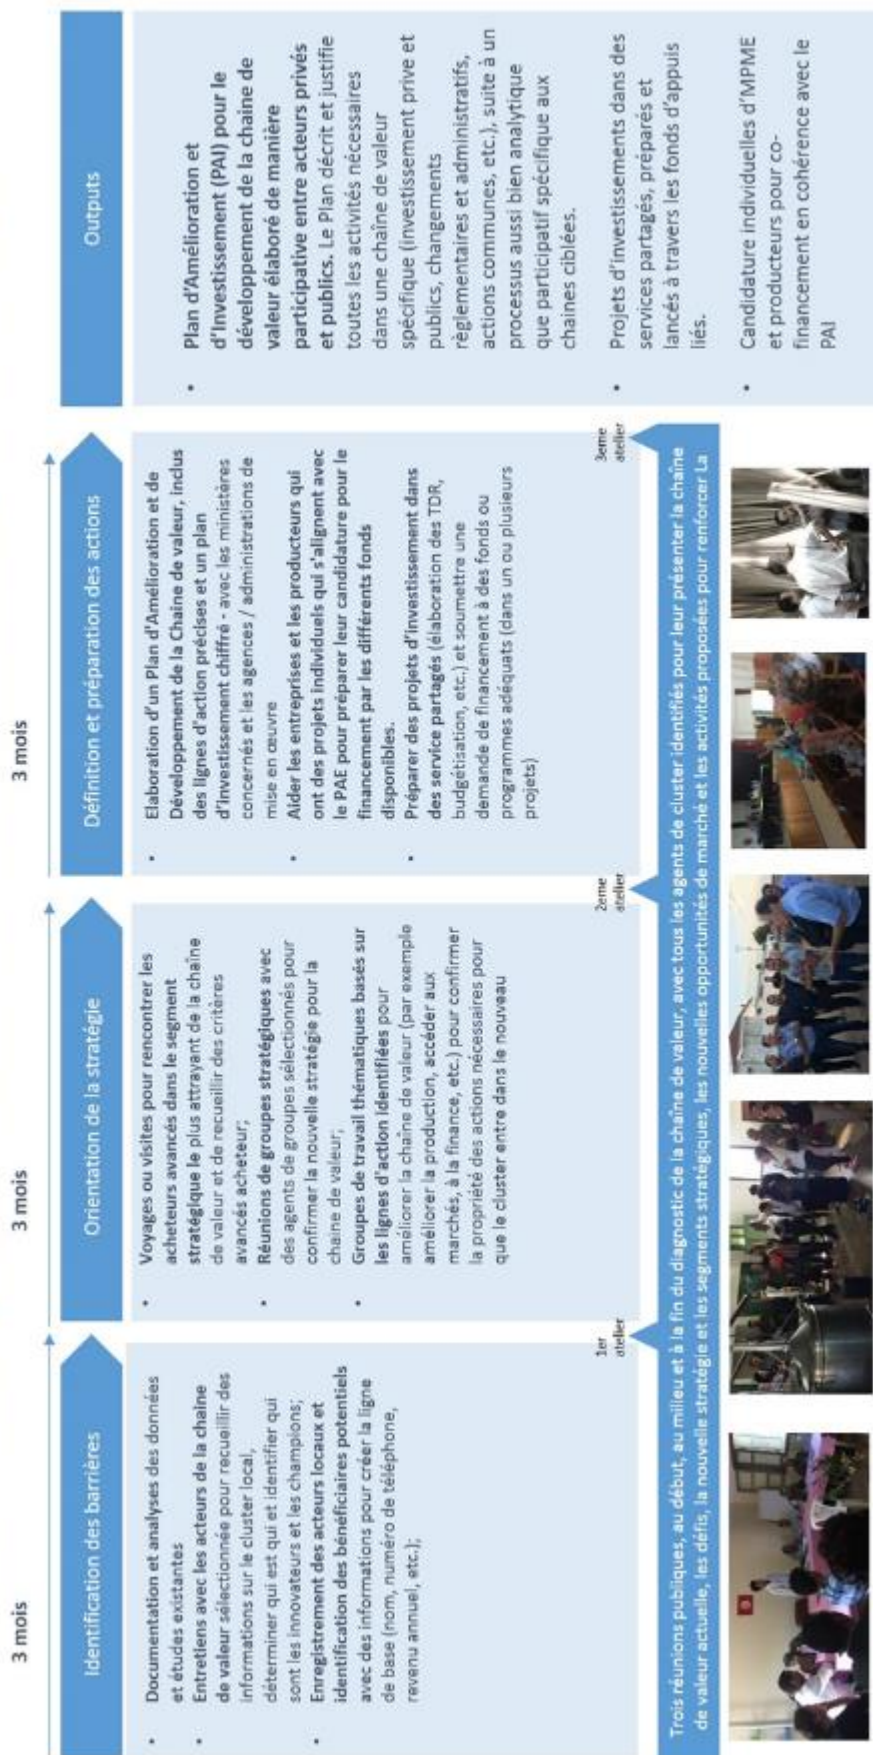 3 mois
3 mois
3 mois
Identification des barrières
• Documentation et analyses des données
et études existantes
• Entretiens avec les acteurs de la chaîne
de valeur sélectionnée pour recueillir des
informations sur le cluster local,
déterminer qui est qui et identifier qui
sont les innovateurs et les champions;
• Enregistrement des acteurs locaux et
identification des bénéficiaires potentiels
avec des informations pour créer la ligne
de base (nom, numéro de téléphone,
revenu annuel, etc.);
Orientation de la stratégie
• Voyages ou visites pour rencontrer les
acheteurs avancés dans le segment
stratégique le plus attrayant de la chaîne
de valeur et de recueillir des critères
avancés acheteur;
• Réunions de groupes stratégiques avec
des agents de groupes sélectionnés pour
confirmer la nouvelle stratégie pour la
chaîne de valeur;
• Groupes de travail thématiques basés sur
les lignes d'action identifiées pour
améliorer la chaîne de valeur (par exemple
améliorer la production, accéder aux
marchés, à la finance, etc.) pour confirmer
la propriété des actions nécessaires pour
que le cluster entre dans le nouveau
Définition et préparation des actions
• Elaboration d'un Plan d'Amélioration et de
Développement de la Chaine de valeur, inclus
des lignes d'action précises et un plan
d'investissement chiffré - avec les ministères
concernés et les agences / administrations de
mise en œuvre
• Aider les entreprises et les producteurs qui
ont des projets individuels qui s'alignent avec
le PAE pour préparer leur candidature pour le
financement par les différents fonds
disponibles.
• Préparer des projets d'investissement dans
des service partagés (élaboration des TDR,
budgétisation, etc.) et soumettre une
demande de financement à des fonds ou
programmes adéquats (dans un ou plusieurs
projets)
Outputs
• Plan d'Amélioration et
d'Investissement (PAI) pour le
développement de la chaine de
valeur élaboré de manière
participative entre acteurs privés
et publics. Le Plan décrit et justifie
toutes les activités nécessaires
dans une chaîne de valeur
spécifique (investissement prive et
publics, changements
règlementaires et administratifs,
actions communes, etc.), suite à un
processus aussi bien analytique
que participatif spécifique aux
chaines ciblées.
• Projets d'investissements dans des
services partagés, préparés et
lancés à travers les fonds d'appuis
liés.
• Candidature individuelles d'MPME
et producteurs pour co-
financement en cohérence avec le
PAI
1er
atelier
2eme
atelier
3eme
atelier
Trois réunions publiques, au début, au milieu et à la fin du diagnostic de la chaîne de valeur, avec tous les agents de cluster identifiés pour leur présenter la chaîne
de valeur actuelle, les défis, la nouvelle stratégie et les segments stratégiques, les nouvelles opportunités de marché et les activités proposées pour renforcer La